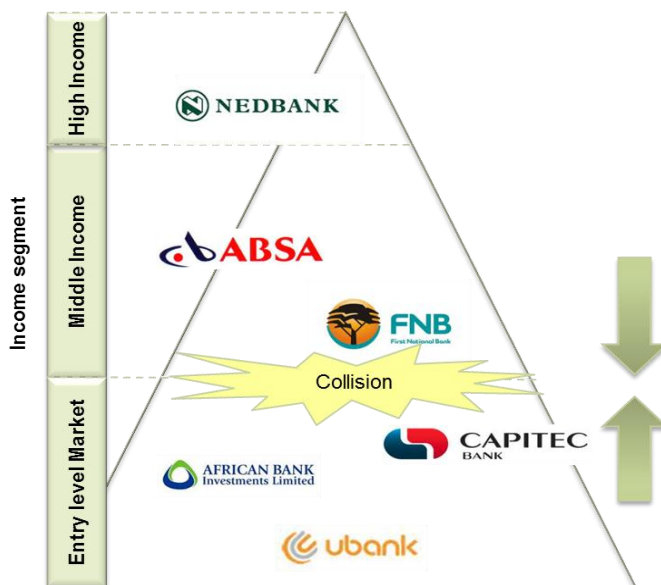 Income segment
High Income
NEDBANK
Middle Income
ABSA
FNB
First National Bank
Collision
Entry level Market
CAPITEC
BANK
AFRICAN BANK
Investments Limited
ubank